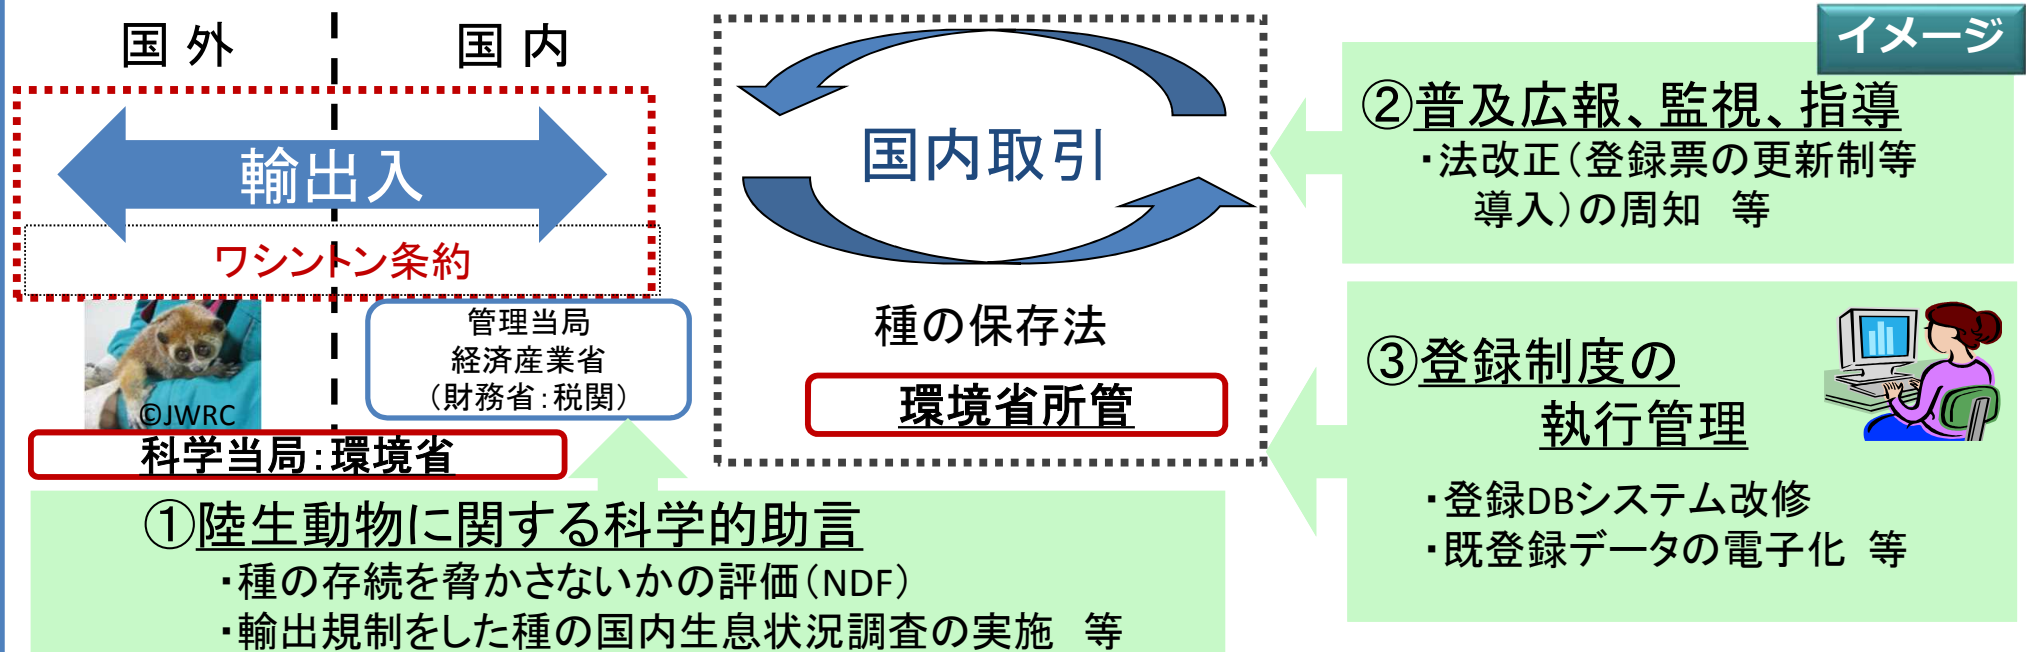 イメージ
国 外
国 内
輸出入
ワシントン条約
©JWRC
管理当局
経済産業省
（財務省：税関）
科学当局：環境省
国内取引
種の保存法
環境省所管
①陸生動物に関する科学的助言
・種の存続を脅かさないかの評価（NDF）
・輸出規制をした種の国内生息状況調査の実施　等
②普及広報、監視、指導
・法改正（登録票の更新制等
導入）の周知　等
③登録制度の
執行管理
・登録DBシステム改修
・既登録データの電子化　等